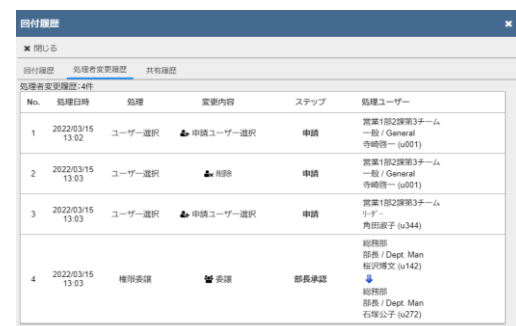 回付履歴
✖ 閉じる
回付履歴 処理者変更履歴 共有履歴
処理者変更履歴:4件
No. 処理日時 処理 変更内容 ステップ 処理ユーザー
1 2022/03/15 13:02 ユーザー選択 申請ユーザー選択 申請 営業1部2課第3チーム
一般 / General
寺崎啓一 (u001)
2 2022/03/15 13:03 ユーザー選択 削除 申請 営業1部2課第3チーム
一般 / General
寺崎啓一 (u001)
3 2022/03/15 13:03 ユーザー選択 申請ユーザー選択 申請 営業1部2課第3チーム
リーダー
角田淑子 (u344)
4 2022/03/15 13:03 権限委譲 委譲 部長承認 総務部
部長 / Dept. Man
桜沢博文 (u142)
総務部
部長 / Dept. Man
石塚公子 (u272)